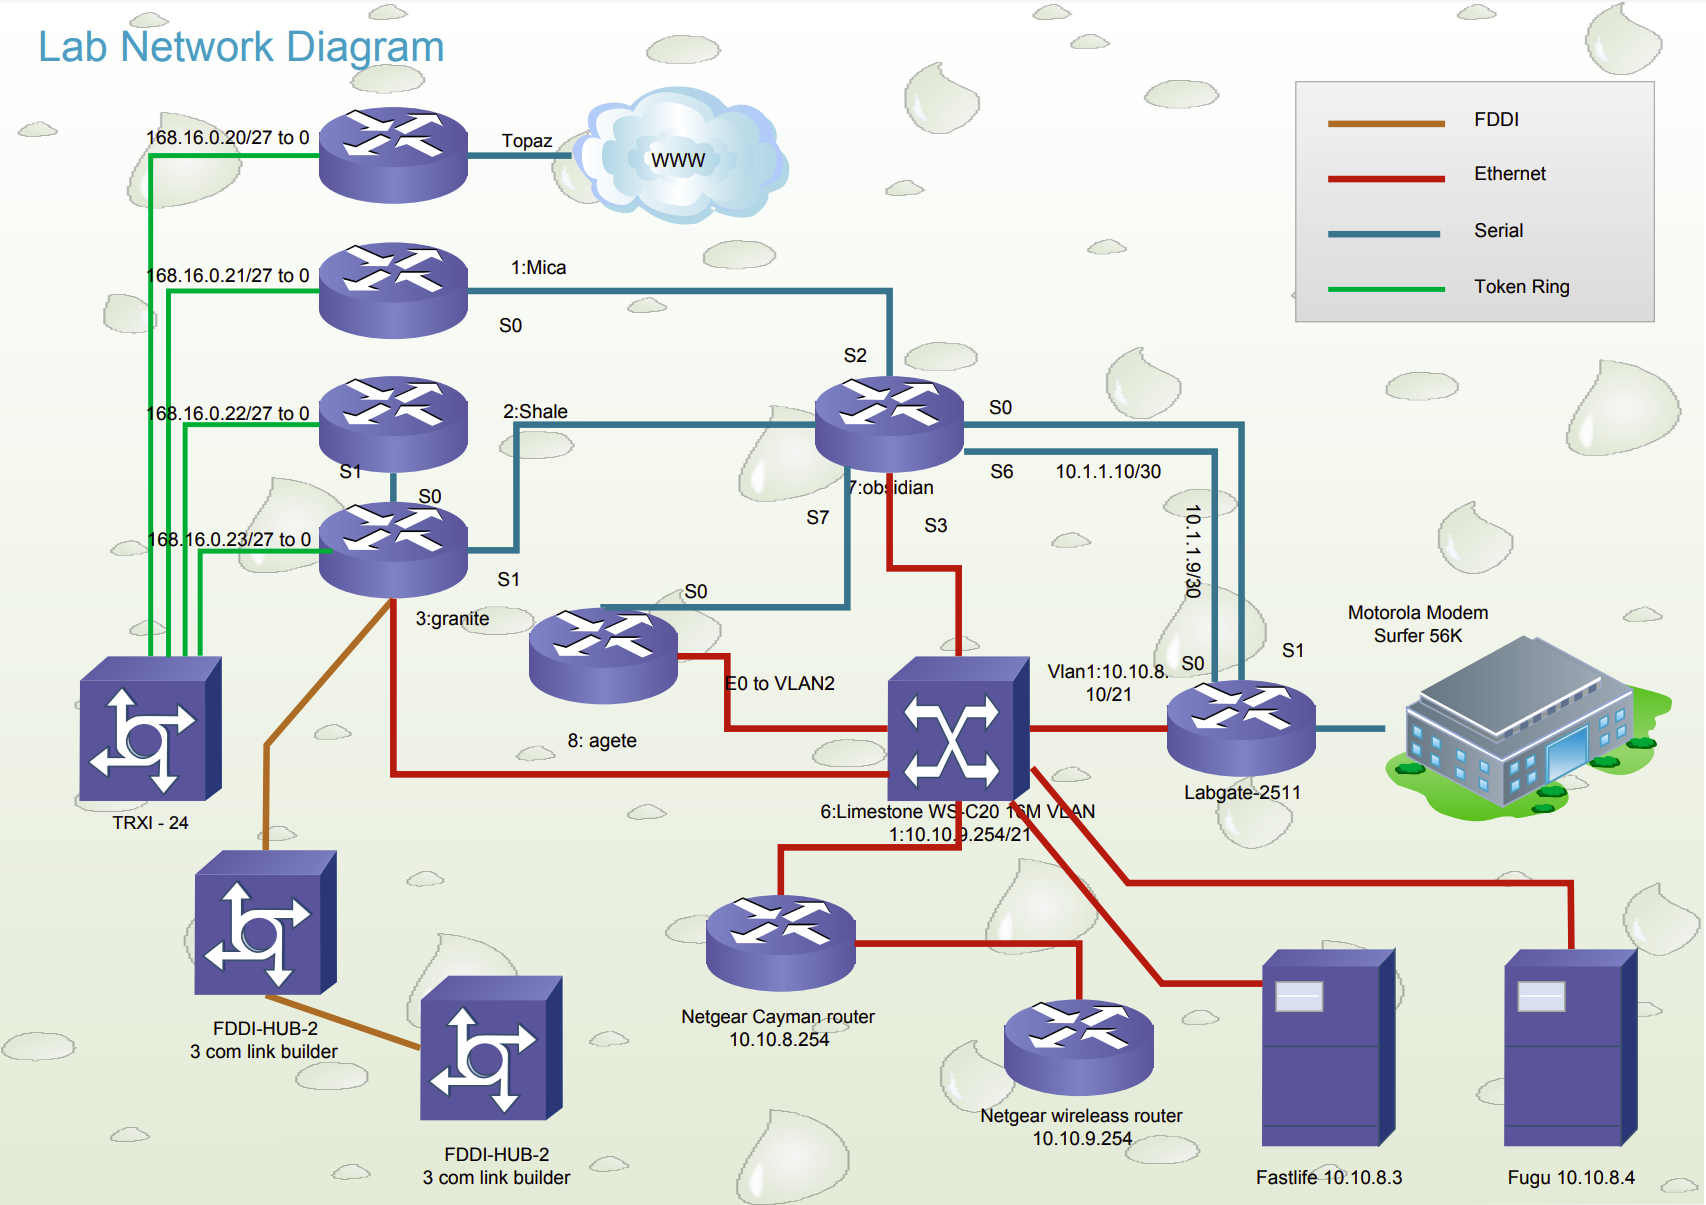 Lab Network Diagram
168.16.0.20/27 to 0
Topaz
WWW
FDDI
Ethernet
Serial
Token Ring
168.16.0.21/27 to 0
1:Mica
S0
S2
168.16.0.22/27 to 0
2:Shale
S0
S1
S0
7:obsidian
S6
10.1.1.10/30
S7
S3
10.1.1.9/30
168.16.0.23/27 to 0
S1
3:granite
S0
E0 to VLAN2
8: agete
Vlan1:10.10.8.
10/21
S0
S1
Motorola Modem
Surfer 56K
Labgate-2511
TRXI - 24
6:Limestone WS-C20 16M VLAN
1:10.10.9.254/21
FDDI-HUB-2
3 com link builder
Netgear Cayman router
10.10.8.254
Netgear wireleass router
10.10.9.254
FDDI-HUB-2
3 com link builder
Fastlife 10.10.8.3
Fugu 10.10.8.4